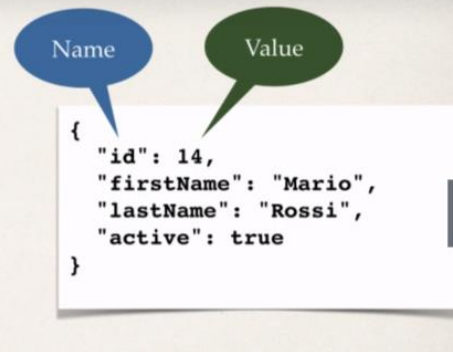 Name
Value
{
"id": 14,
"firstName": "Mario",
"lastName": "Rossi",
"active": true
}